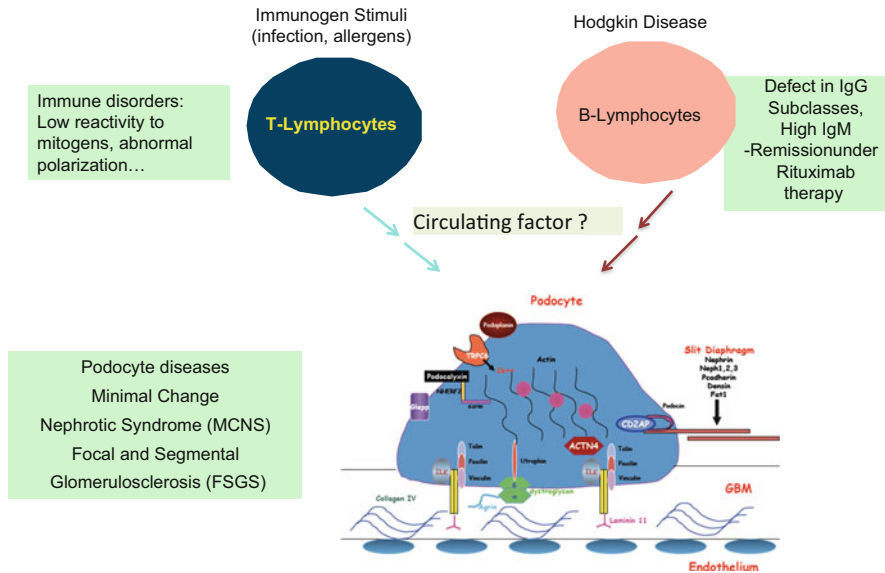 Immunogen Stimuli
(infection, allergens)
Hodgkin Disease
Immune disorders:
Low reactivity to
mitogens, abnormal
polarization…
T-Lymphocytes
B-Lymphocytes
Defect in IgG
Subclasses,
High IgM
-Remissionunder
Rituximab
therapy
Circulating factor ?
Podocyte diseases
Minimal Change
Nephrotic Syndrome (MCNS)
Focal and Segmental
Glomerulosclerosis (FSGS)
Podocyte
Podoplanin
TRPC6
Actin
Podocalyxin
NHERF2
Ezrin
Glepp
Slit Diaphragm
Nephrin
Neph1,2,3
Pcadherin
Densin
Fat1
Podocin
CD2AP
ACTN4
Talin
Paxilin
Vinculin
ILK
Utrophin
dystroglycan
Agrin
Talin
Paxilin
Vinculin
ILK
Collagen IV
Laminin 11
GBM
Endothelium